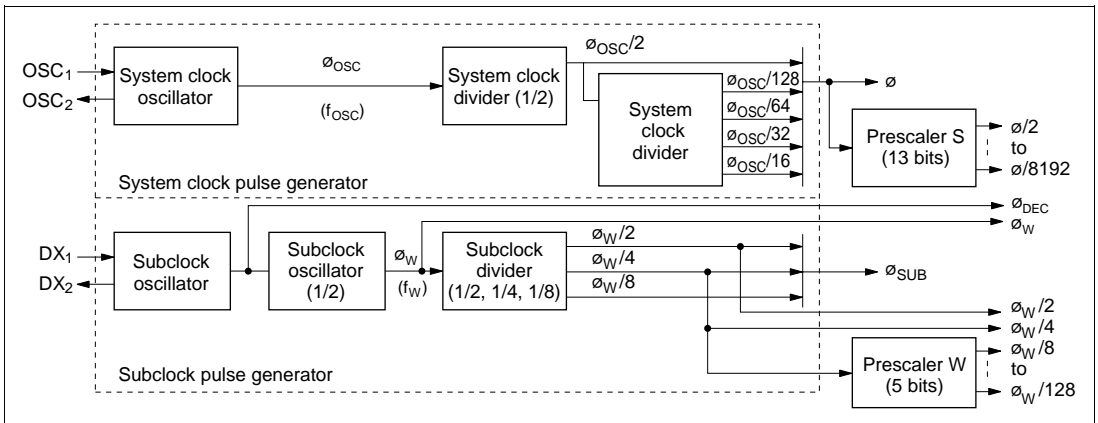 OSC1
OSC2
System clock
oscillator
øOSC
(fOSC)
System clock
divider (1/2)
øOSC/2
System
clock
divider
øOSC/128
øOSC/64
øOSC/32
øOSC/16
ø
Prescaler S
(13 bits)
ø/2
to
ø/8192
System clock pulse generator
øDEC
øW
DX1
DX2
Subclock
oscillator
Subclock
oscillator
(1/2)
øW
(fW)
Subclock
divider
(1/2, 1/4, 1/8)
øW/2
øW/4
øW/8
øSUB
øW/2
øW/4
Prescaler W
(5 bits)
øW/8
to
øW/128
Subclock pulse generator